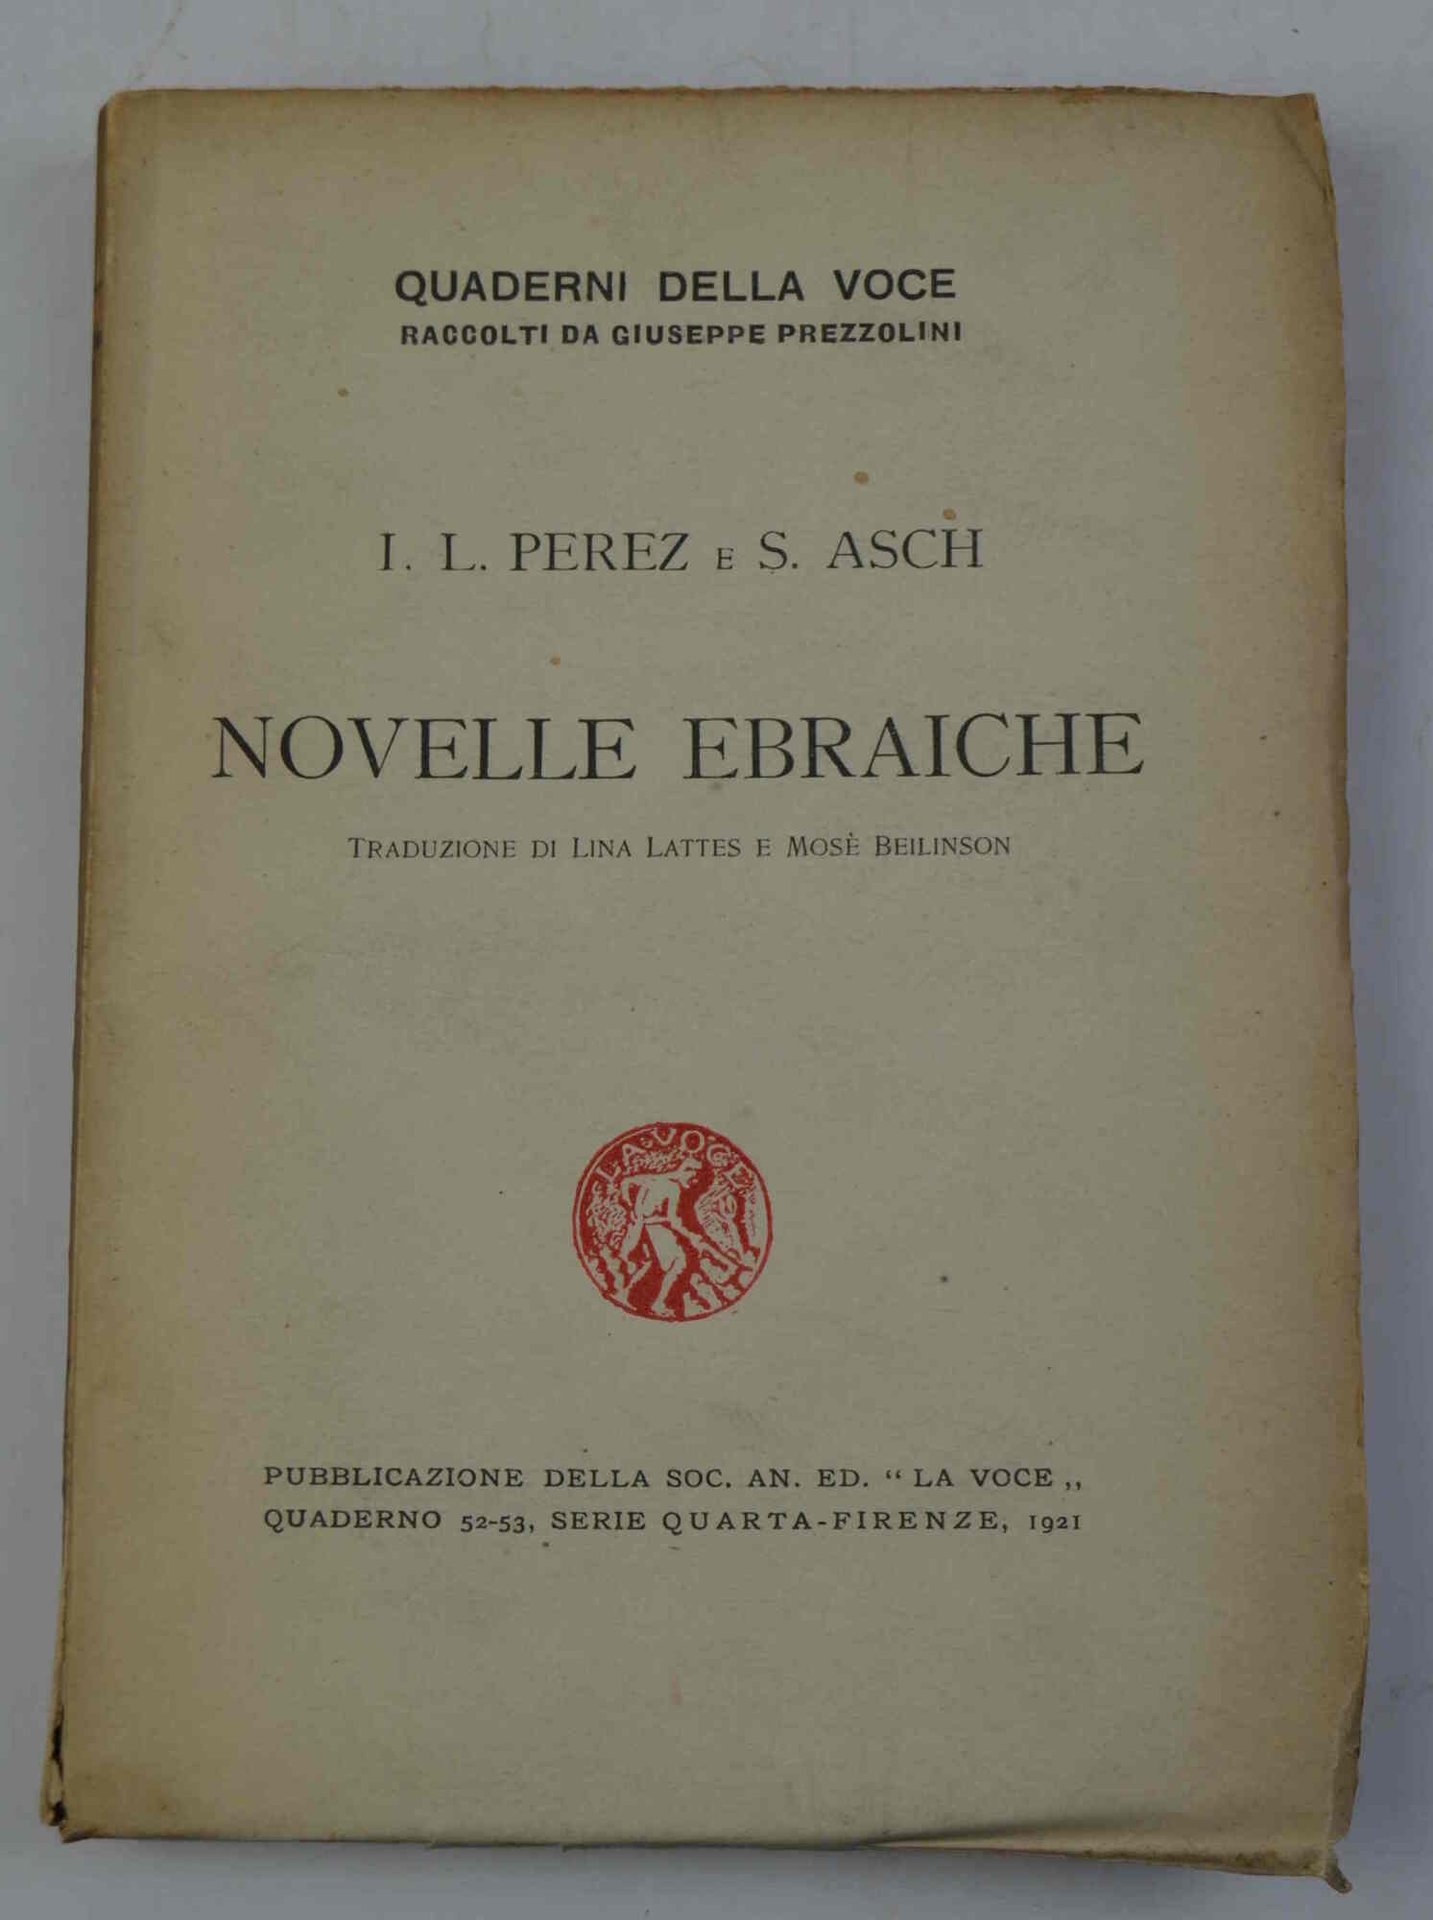 QUADERNI DELLA VOCE
RACCOLTI DA GIUSEPPE PREZZOLINI
I. L. PEREZ E S. ASCH
NOVELLE EBRAICHE
TRADUZIONE DI LINA LATTES E MOSÈ BEILINSON
LA VOCE
PUBBLICAZIONE DELLA SOC. AN. ED. “ LA VOCE „
QUADERNO 52-53, SERIE QUARTA-FIRENZE, 1921